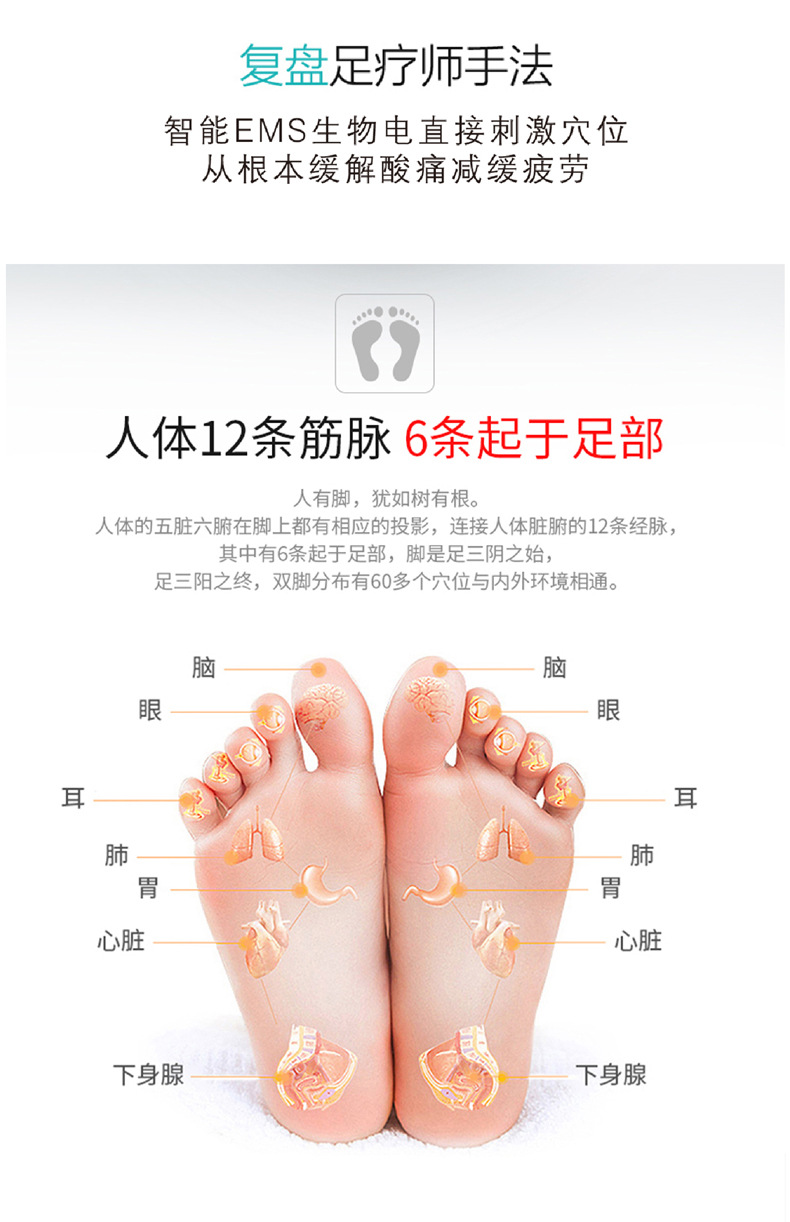 复盘足疗师手法
智能EMS生物电直接刺激穴位
从根本缓解酸痛减缓疲劳
人体12条筋脉 6条起于足部
人有脚，犹如树有根。
人体的五脏六腑在脚上都有相应的投影，连接人体脏腑的12条经脉，
其中有6条起于足部，脚是足三阴之始，
足三阳之终，双脚分布有60多个穴位与内外环境相通。
脑 脑
眼 眼
耳 耳
肺 肺
胃 胃
心脏 心脏
下身腺 下身腺